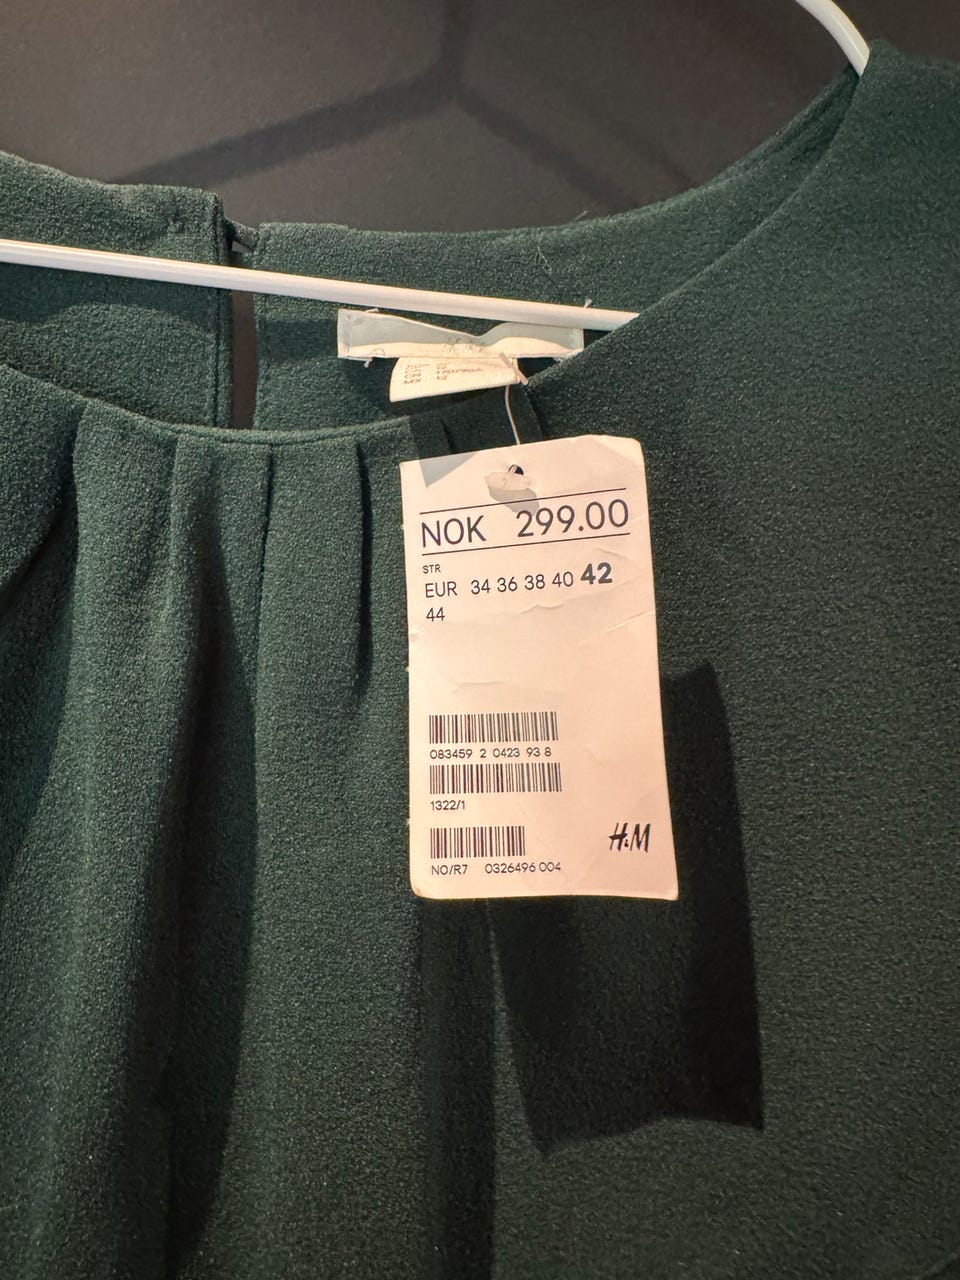 NOK 299.00
STR
EUR 34 36 38 40 42
44
083459 2 0423 93 8
1322/1
H&M
NO/R7 0326496 004